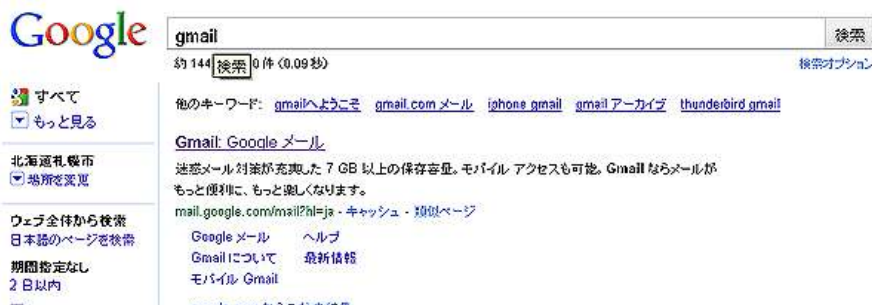 Google
gmail
検索
約 144
検索
0 件 (0.09 秒)
検索オプション
すべて
もっと見る
他のキーワード: gmailへようこそ gmail.com メール iphone gmail gmail アーカイブ thunderbird gmail
Gmail: Google メール
迷惑メール対策が充実した 7 GB 以上の保存容量。モバイル アクセスも可能。Gmail ならメールが
もっと便利に、もっと楽しくなります。
mail.google.com/mail?hl=ja - キャッシュ - 類似ページ
Google メール ヘルプ
Gmail について 最新情報
モバイル Gmail
北海道札幌市
場所を変更
ウェブ全体から検索
日本語のページを検索
期間指定なし
2 日以内